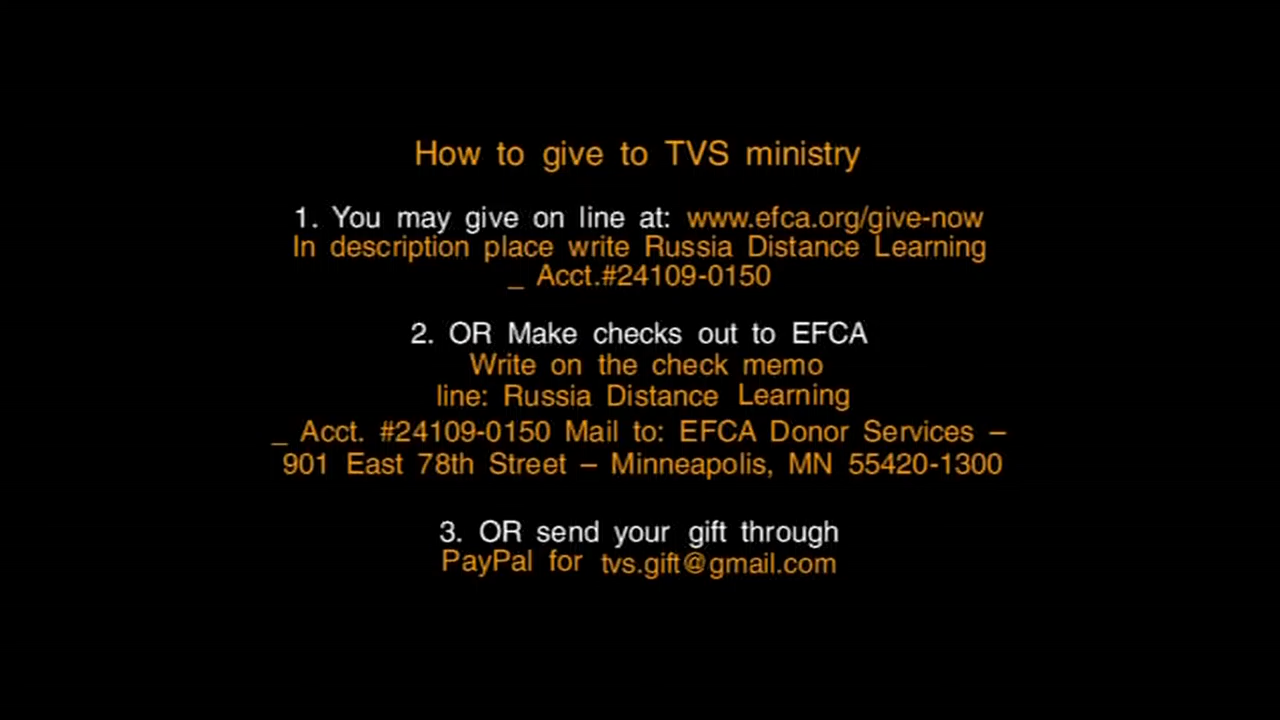 How to give to TVS ministry
1. You may give on line at: www.efca.org/give-now
In description place write Russia Distance Learning
_ Acct.#24109-0150
2. OR Make checks out to EFCA
Write on the check memo
line: Russia Distance Learning
_ Acct. #24109-0150 Mail to: EFCA Donor Services –
901 East 78th Street – Minneapolis, MN 55420-1300
3. OR send your gift through
PayPal for tvs.gift@gmail.com